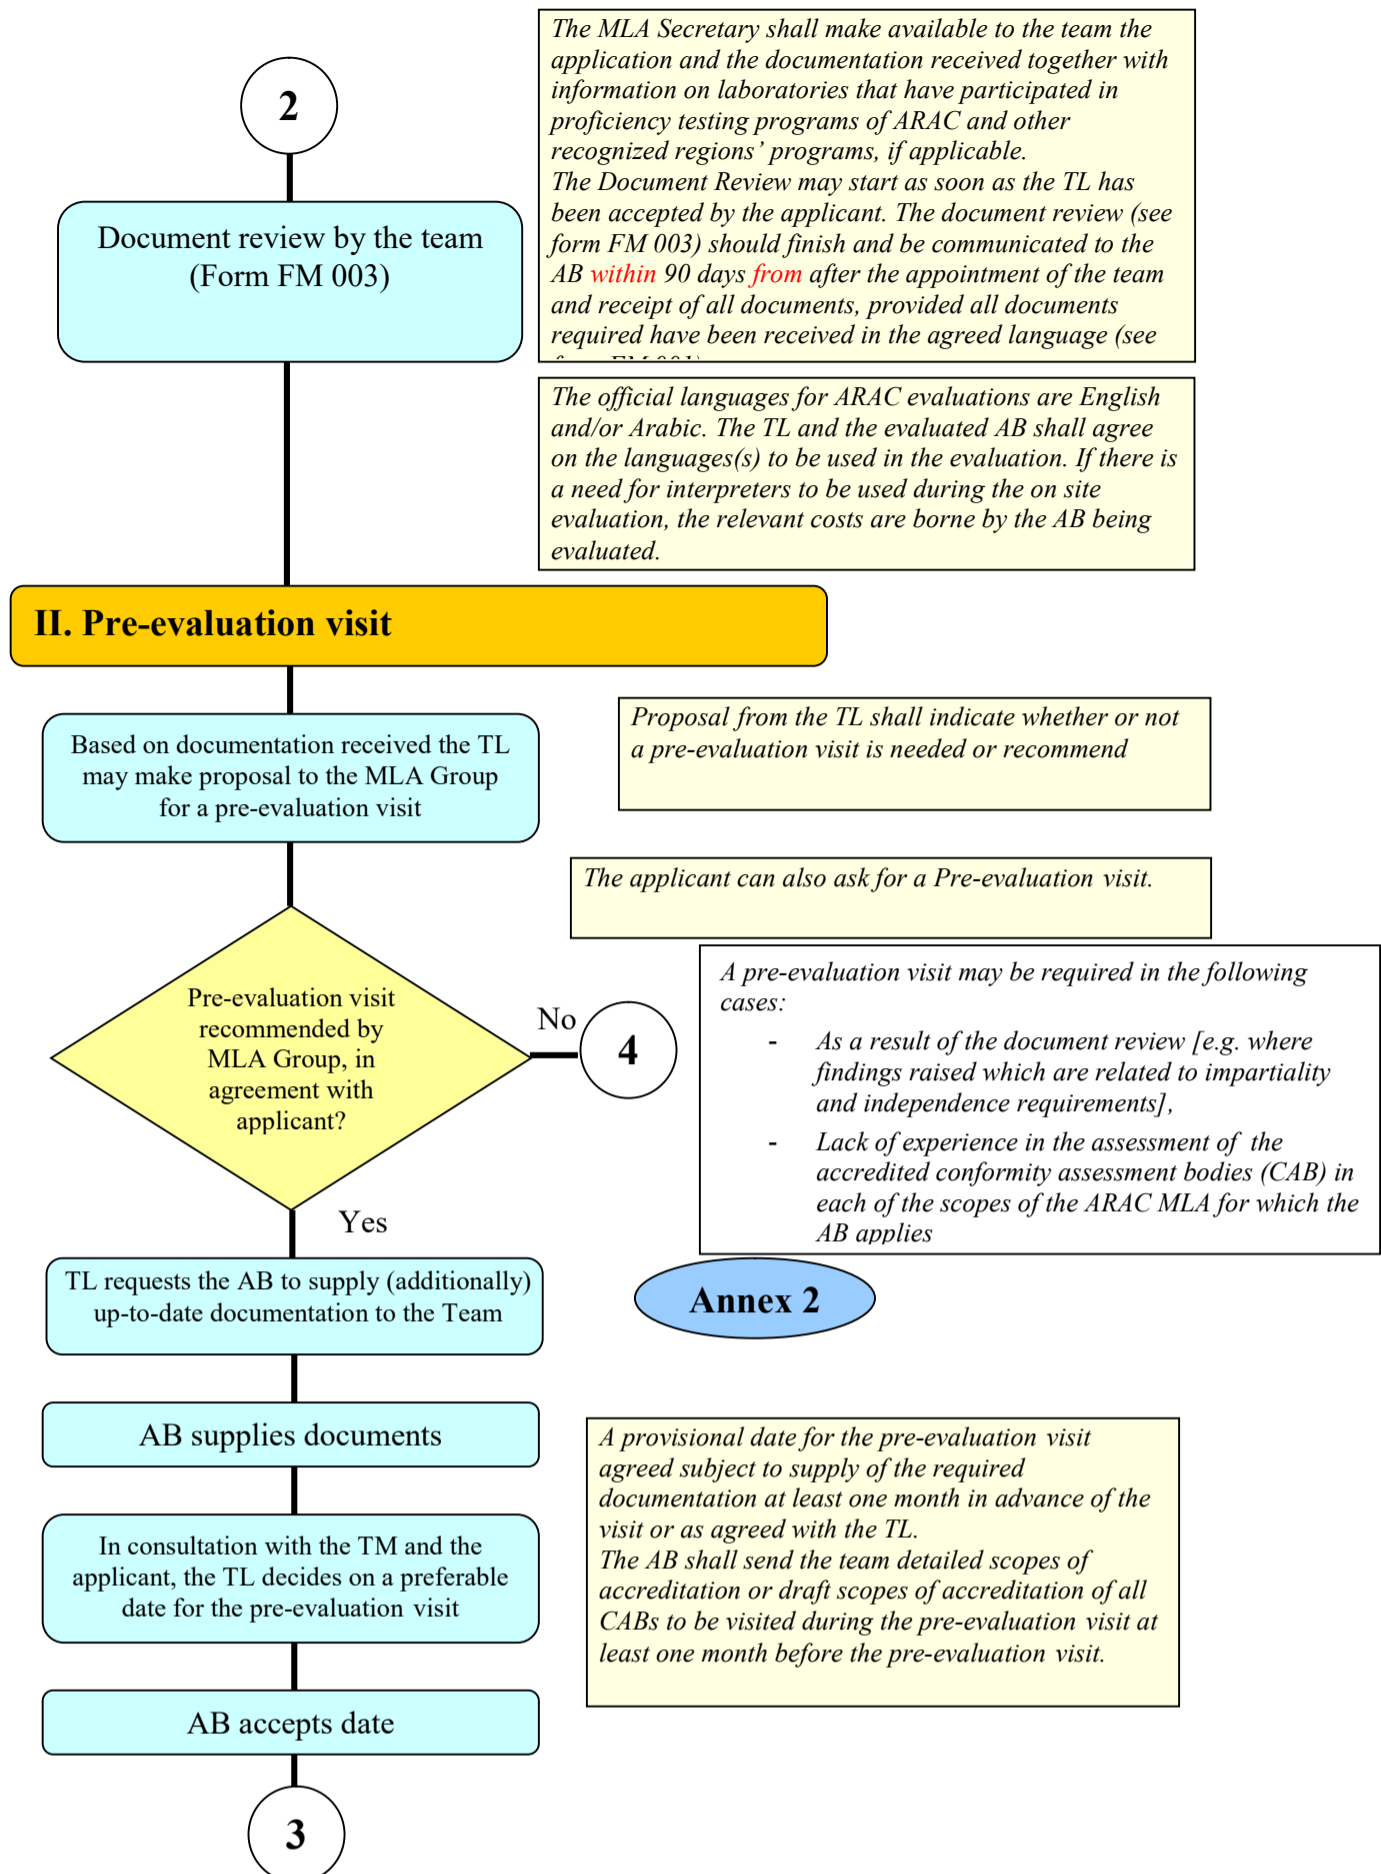 2
The MLA Secretary shall make available to the team the
application and the documentation received together with
information on laboratories that have participated in
proficiency testing programs of ARAC and other
recognized regions’ programs, if applicable.
The Document Review may start as soon as the TL has
been accepted by the applicant. The document review (see
form FM 003) should finish and be communicated to the
AB within 90 days from after the appointment of the team
and receipt of all documents, provided all documents
required have been received in the agreed language (see
Document review by the team
(Form FM 003)
The official languages for ARAC evaluations are English
and/or Arabic. The TL and the evaluated AB shall agree
on the languages(s) to be used in the evaluation. If there is
a need for interpreters to be used during the on site
evaluation, the relevant costs are borne by the AB being
evaluated.
II. Pre-evaluation visit
Based on documentation received the TL
may make proposal to the MLA Group
for a pre-evaluation visit
Proposal from the TL shall indicate whether or not
a pre-evaluation visit is needed or recommend
The applicant can also ask for a Pre-evaluation visit.
Pre-evaluation visit
recommended by
MLA Group, in
agreement with
applicant?
No
4
A pre-evaluation visit may be required in the following
cases:
- As a result of the document review [e.g. where
findings raised which are related to impartiality
and independence requirements],
- Lack of experience in the assessment of the
accredited conformity assessment bodies (CAB) in
each of the scopes of the ARAC MLA for which the
AB applies
Yes
TL requests the AB to supply (additionally)
up-to-date documentation to the Team
Annex 2
AB supplies documents
A provisional date for the pre-evaluation visit
agreed subject to supply of the required
documentation at least one month in advance of the
visit or as agreed with the TL.
The AB shall send the team detailed scopes of
accreditation or draft scopes of accreditation of all
CABs to be visited during the pre-evaluation visit at
least one month before the pre-evaluation visit.
In consultation with the TM and the
applicant, the TL decides on a preferable
date for the pre-evaluation visit
AB accepts date
3